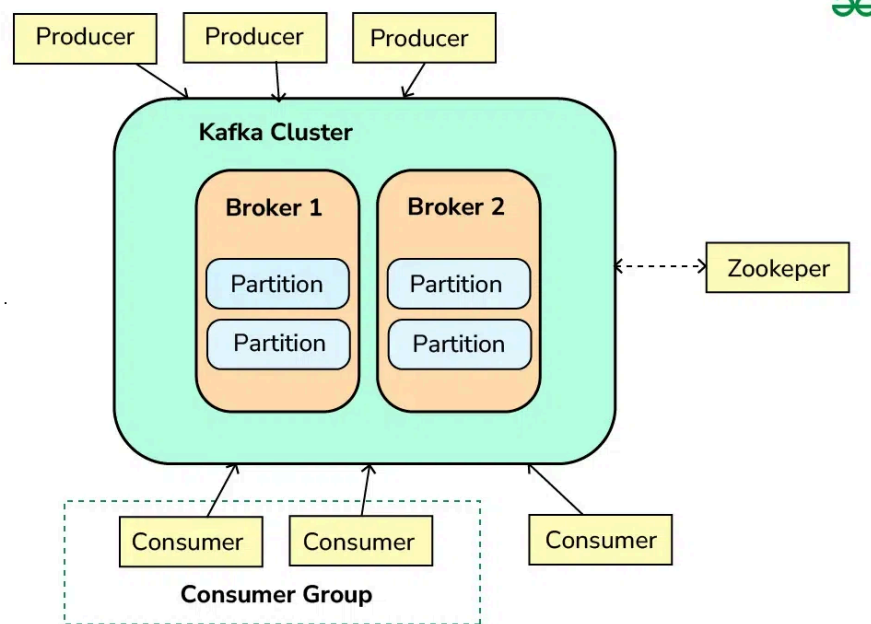 Producer
Producer
Producer
Kafka Cluster
Broker 1
Broker 2
Partition
Partition
Partition
Partition
Zookeper
Consumer
Consumer
Consumer
Consumer Group